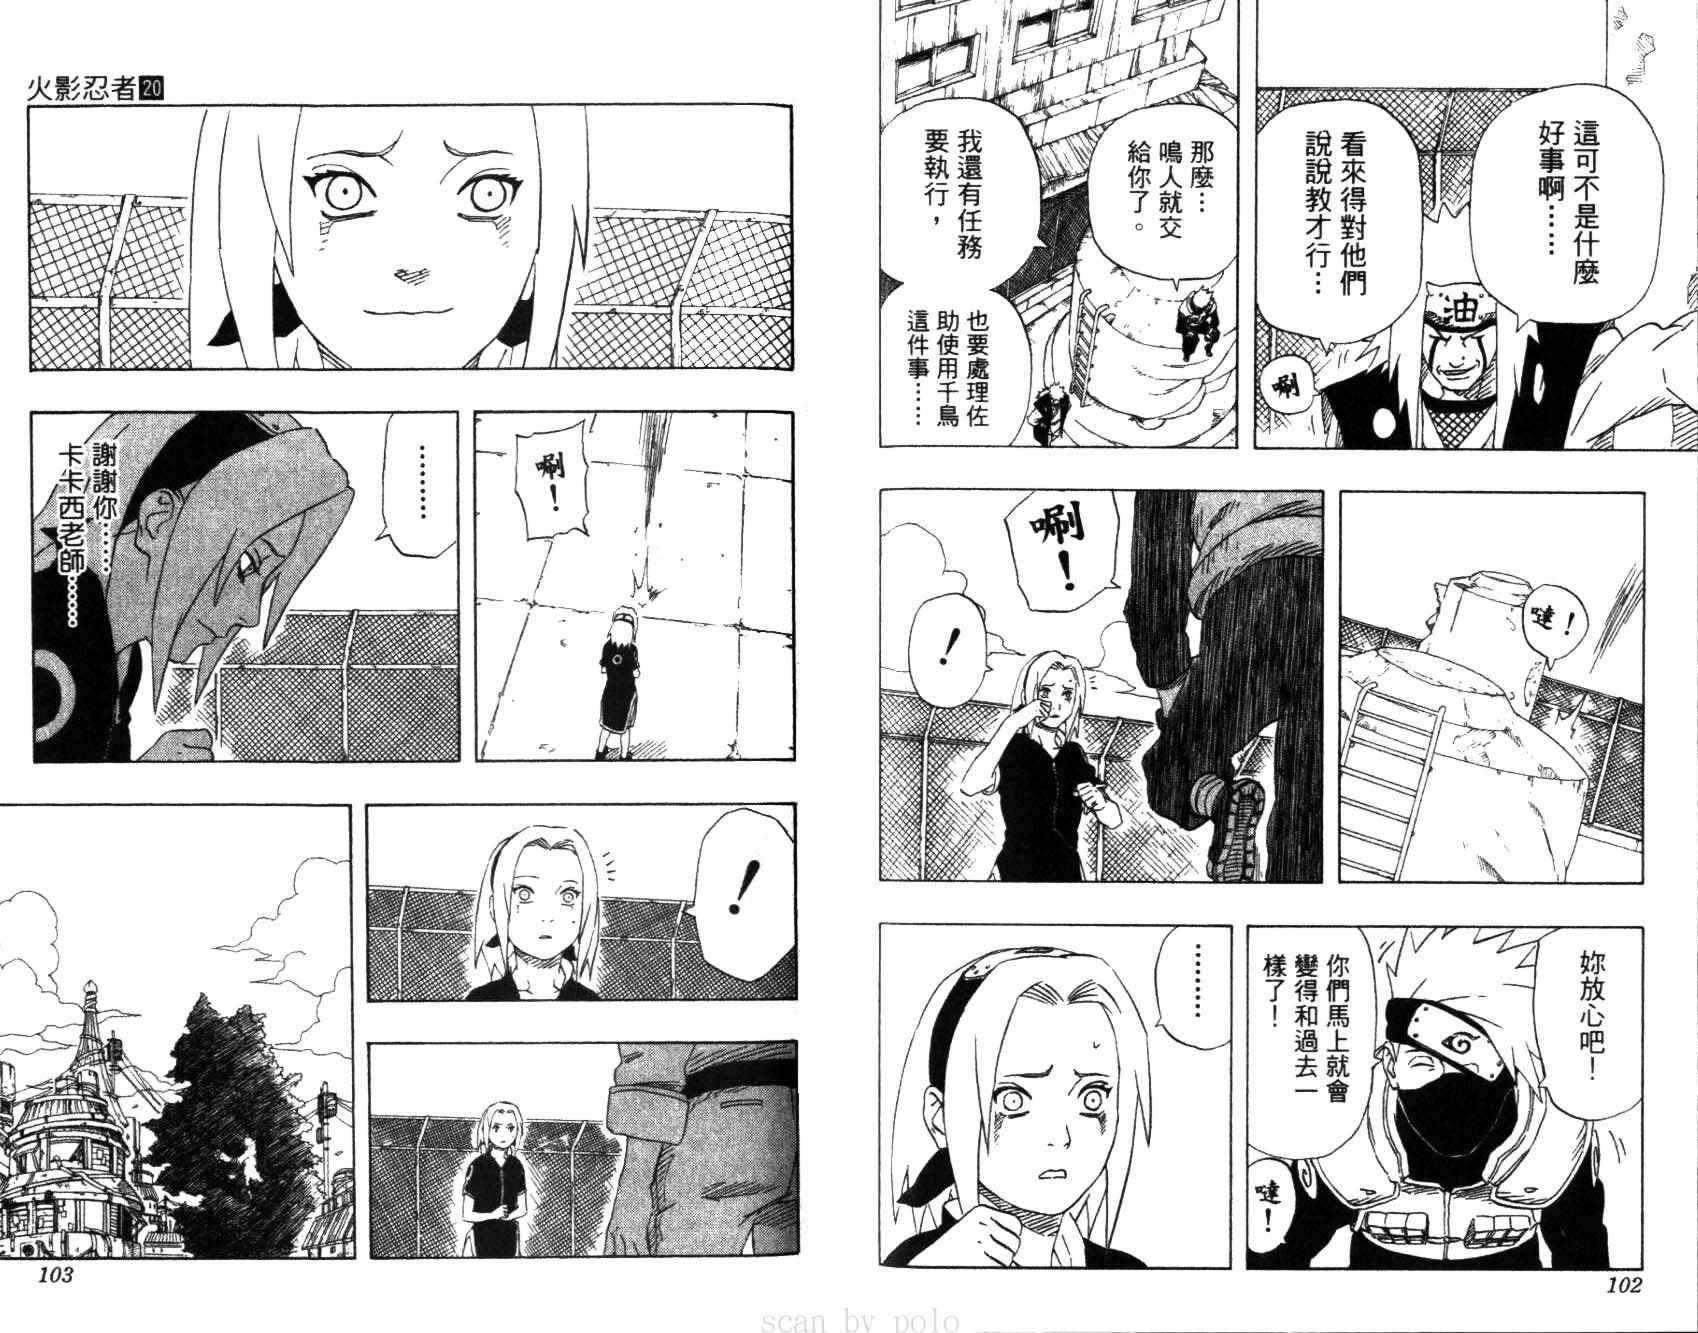 這可不是什麼
好事啊……
看來得對他們
說說教才行…
油
唰
那麼…
鳴人就交
給你了。
我還有任務
要執行，
也要處理佐
助使用千鳥
這件事……
噠！
唰！
！
妳放心吧！
你們馬上就會
變得和過去一
樣了！
噠！
………
102
火影忍者20
唰！
………
謝謝你……
卡卡西老師……
！
103
scan by polo